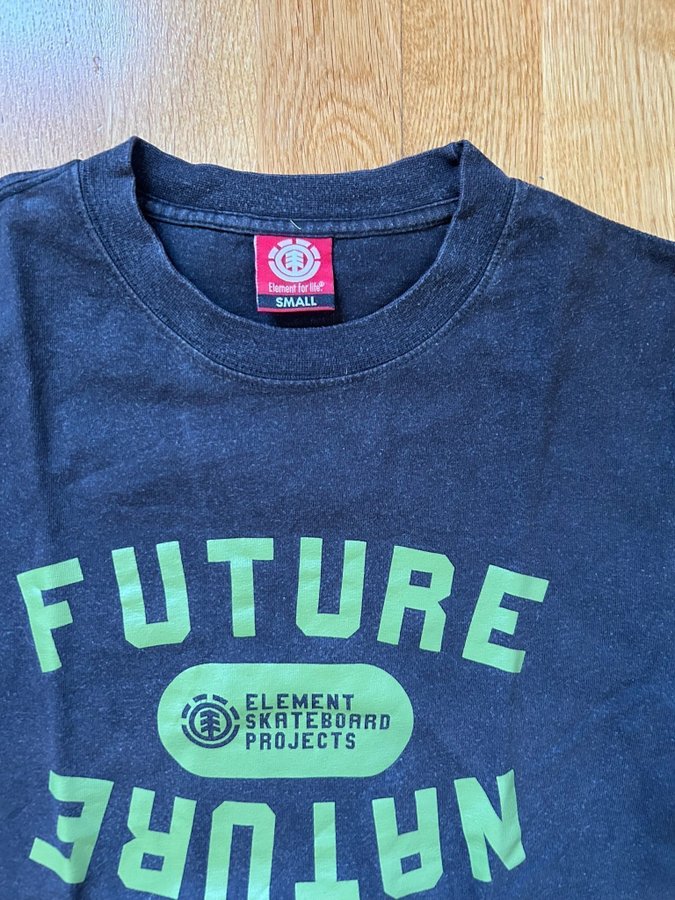 Element for life.®
SMALL
FUTURE
ELEMENT
SKATEBOARD
PROJECTS
NATURE